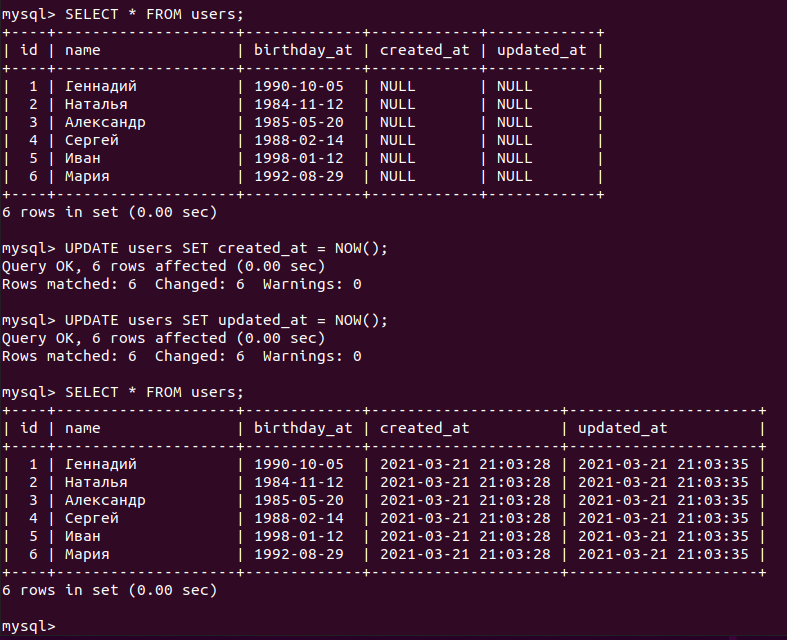 mysql> SELECT * FROM users;
+----+--------------------+-------------+------------+------------+
| id | name               | birthday_at | created_at | updated_at |
+----+--------------------+-------------+------------+------------+
|  1 | Геннадий           | 1990-10-05  | NULL       | NULL       |
|  2 | Наталья            | 1984-11-12  | NULL       | NULL       |
|  3 | Александр          | 1985-05-20  | NULL       | NULL       |
|  4 | Сергей             | 1988-02-14  | NULL       | NULL       |
|  5 | Иван               | 1998-01-12  | NULL       | NULL       |
|  6 | Мария              | 1992-08-29  | NULL       | NULL       |
+----+--------------------+-------------+------------+------------+
6 rows in set (0.00 sec)

mysql> UPDATE users SET created_at = NOW();
Query OK, 6 rows affected (0.00 sec)
Rows matched: 6  Changed: 6  Warnings: 0

mysql> UPDATE users SET updated_at = NOW();
Query OK, 6 rows affected (0.00 sec)
Rows matched: 6  Changed: 6  Warnings: 0

mysql> SELECT * FROM users;
+----+--------------------+-------------+---------------------+---------------------+
| id | name               | birthday_at | created_at          | updated_at          |
+----+--------------------+-------------+---------------------+---------------------+
|  1 | Геннадий           | 1990-10-05  | 2021-03-21 21:03:28 | 2021-03-21 21:03:35 |
|  2 | Наталья            | 1984-11-12  | 2021-03-21 21:03:28 | 2021-03-21 21:03:35 |
|  3 | Александр          | 1985-05-20  | 2021-03-21 21:03:28 | 2021-03-21 21:03:35 |
|  4 | Сергей             | 1988-02-14  | 2021-03-21 21:03:28 | 2021-03-21 21:03:35 |
|  5 | Иван               | 1998-01-12  | 2021-03-21 21:03:28 | 2021-03-21 21:03:35 |
|  6 | Мария              | 1992-08-29  | 2021-03-21 21:03:28 | 2021-03-21 21:03:35 |
+----+--------------------+-------------+---------------------+---------------------+
6 rows in set (0.00 sec)

mysql>